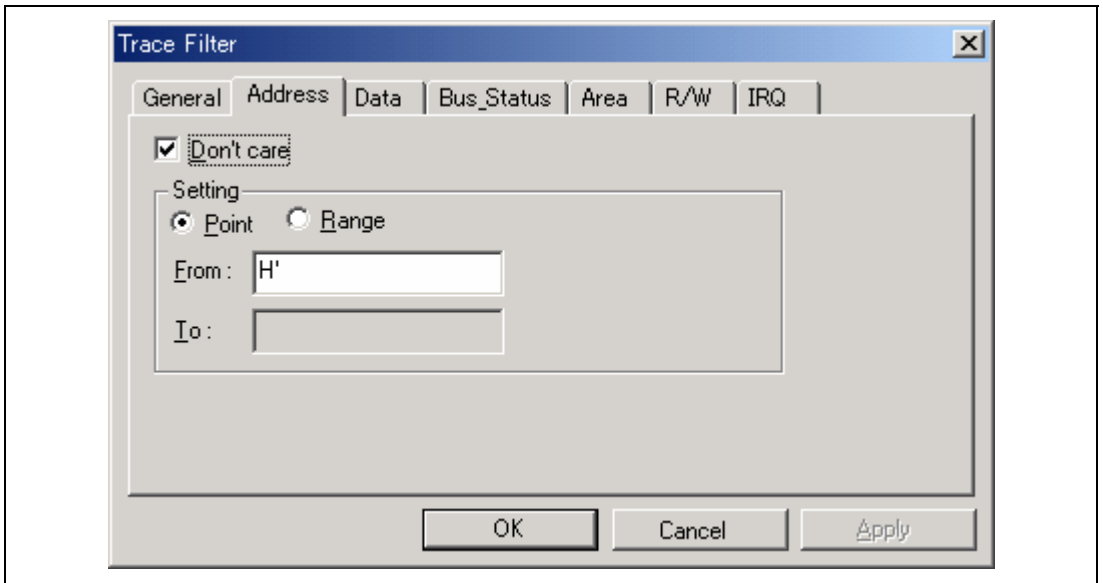 Trace Filter
General Address Data Bus_Status Area R/W IRQ
Don't care
Setting
Point Range
From : H'
To :
OK Cancel Apply